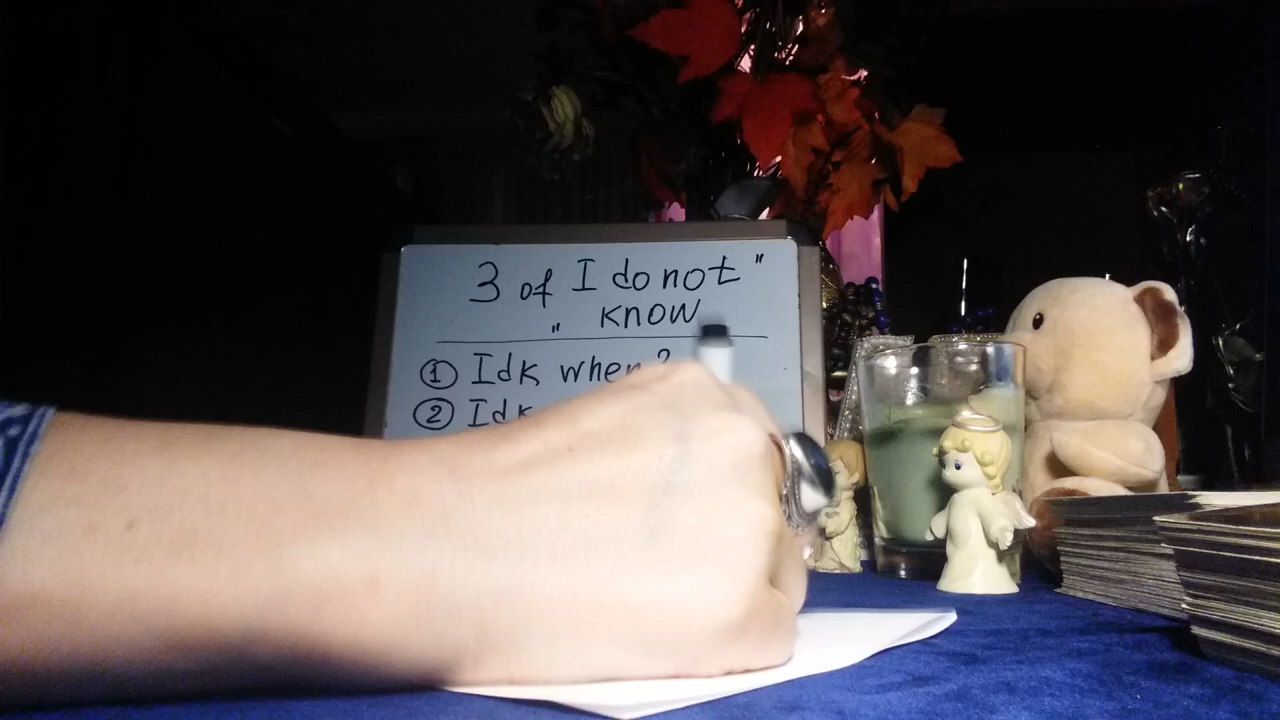 3 of I do not "
" know
① Idk when?
② Idk